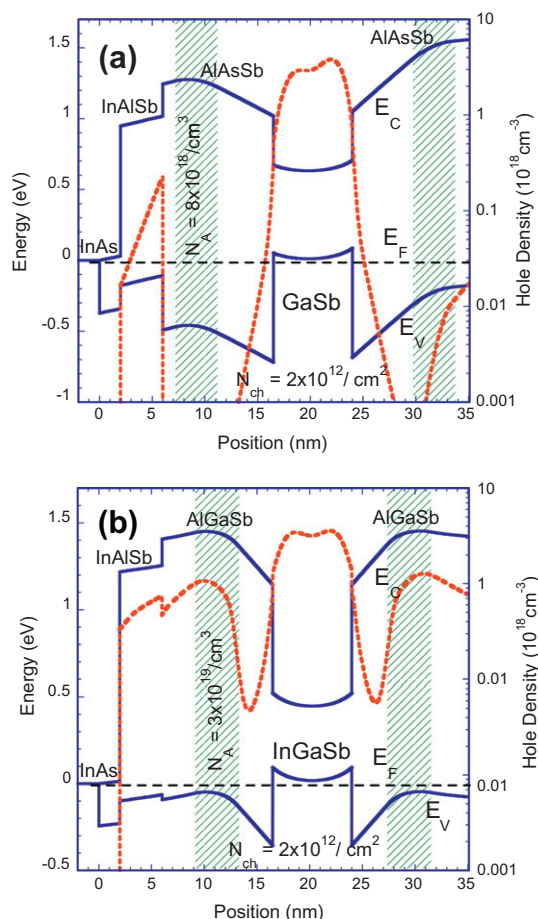 (a)
1.5
1
0.5
0
-0.5
-1
Energy (eV)
10
1
0.1
0.01
0.001
Hole Density (10^18 cm^-3)
0 5 10 15 20 25 30 35
Position (nm)
InAs
InAlSb
AlAsSb
AlAsSb
N_A = 8x10^18/cm^3
E_C
E_F
GaSb
E_V
N_ch = 2x10^12/ cm^2
(b)
1.5
1
0.5
0
-0.5
Energy (eV)
10
1
0.1
0.01
0.001
Hole Density (10^18 cm^-3)
0 5 10 15 20 25 30 35
Position (nm)
InAs
InAlSb
AlGaSb
AlGaSb
N_A = 3x10^19/cm^3
E_C
InGaSb
E_F
E_V
N_ch = 2x10^12/ cm^2